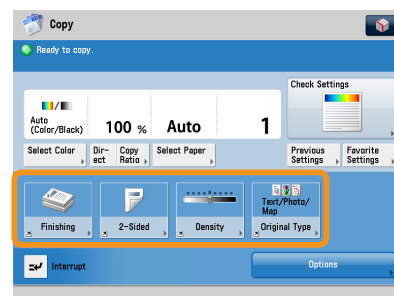 Copy
Ready to copy.
Check Settings
Auto
(Color/Black)
100 %
Auto
1
Select Color
Dir-
ect
Copy
Ratio
Select Paper
Previous
Settings
Favorite
Settings
Finishing
2-Sided
Density
Text/Photo/
Map
Original Type
Interrupt
Options